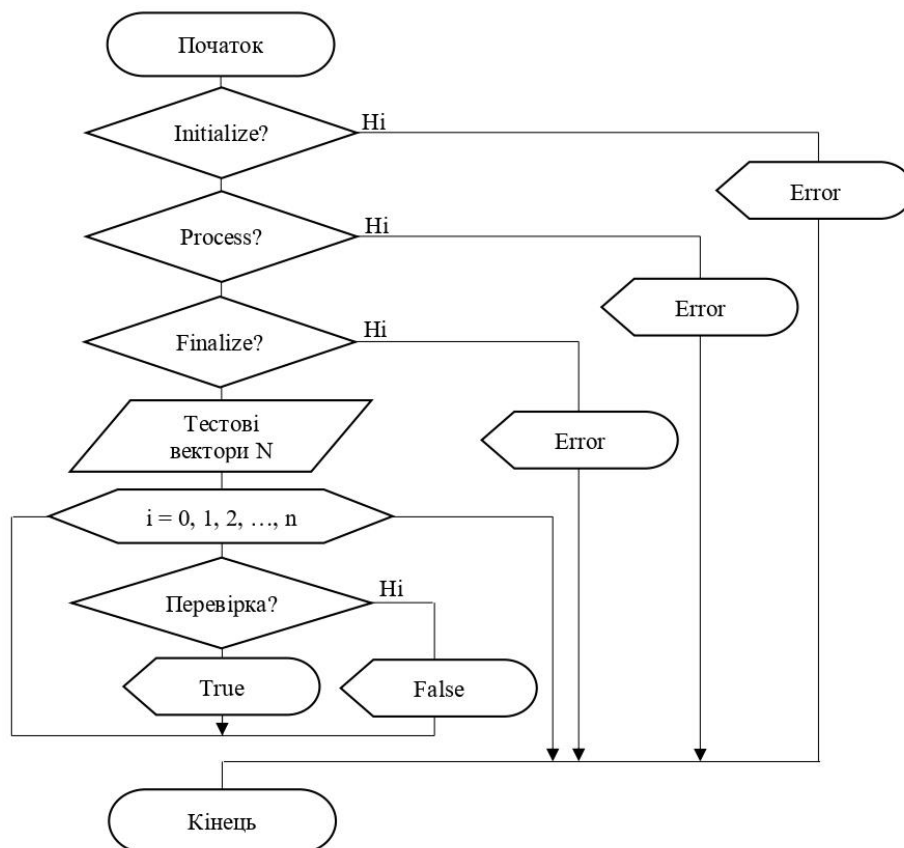 Початок
Initialize?
Ні
Error
Process?
Ні
Error
Finalize?
Ні
Error
Тестові
вектори N
i = 0, 1, 2, …, n
Перевірка?
Ні
True
False
Кінець